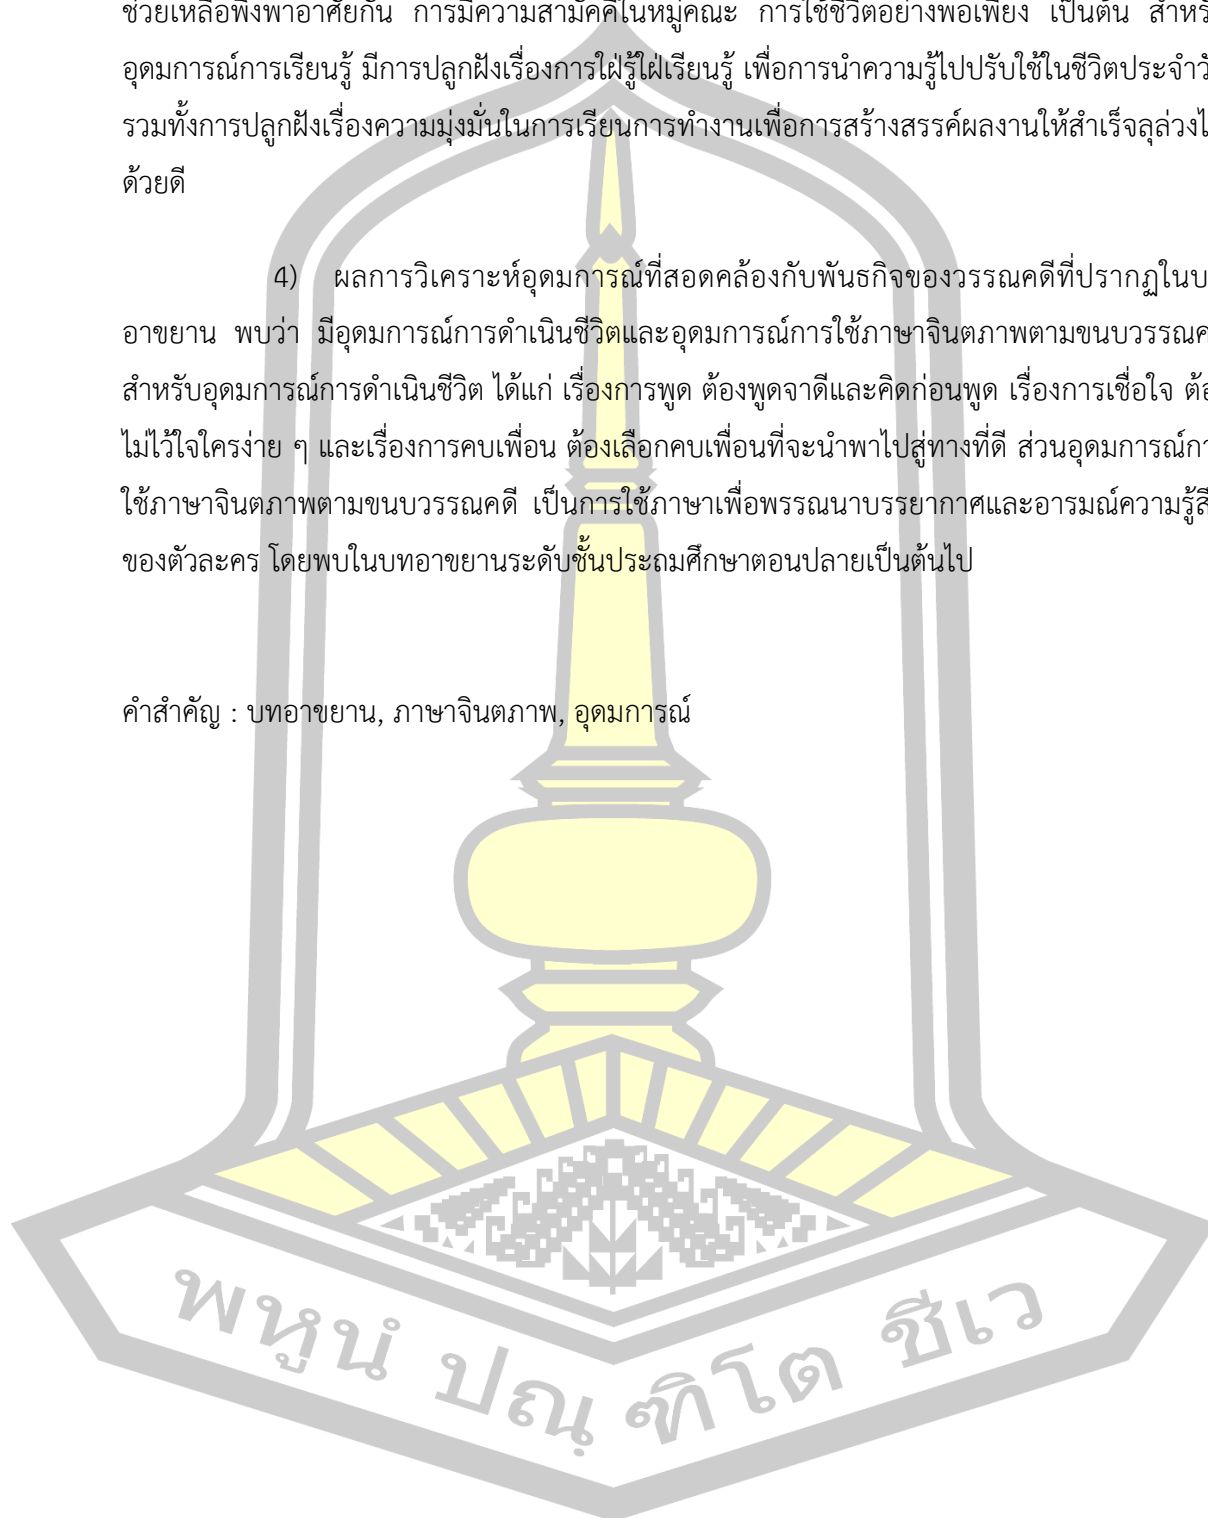 ช่วยเหลือพึ่งพาอาศัยกัน การมีความสามัคคีในหมู่คณะ การใช้ชีวิตอย่างพอเพียง เป็นต้น
อุดมการณ์การเรียนรู้ มีการปลูกฝังเรื่องการใฝ่รู้ใฝ่เรียนรู้ เพื่อการนำความรู้ไปปรับใช้ในชีวิตประจำวั
รวมทั้งการปลูกฝังเรื่องความมุ่งมั่นในการเรียนการทำงานเพื่อการสร้างสรรค์ผลงานให้สำเร็จลุล่วงไ
ด้วยดี
4) ผลการวิเคราะห์อุดมการณ์ที่สอดคล้องกับพันธกิจของวรรณคดีที่ปรากฏในบ
อาขยาน พบว่า มีอุดมการณ์การดำเนินชีวิตและอุดมการณ์การใช้ภาษาจินตภาพตามขนบวรรณค
สำหรับอุดมการณ์การดำเนินชีวิต ได้แก่ เรื่องการพูด ต้องพูดจาดีและคิดก่อนพูด เรื่องการเชื่อใจ ต้อ
ไม่ไว้ใจใครง่าย ๆ และเรื่องการคบเพื่อน ต้องเลือกคบเพื่อนที่จะนำพาไปสู่ทางที่ดี ส่วนอุดมการณ์กา
ใช้ภาษาจินตภาพตามขนบวรรณคดี เป็นการใช้ภาษาเพื่อพรรณนาบรรยากาศและอารมณ์ความรู้สึ
ของตัวละคร โดยพบในบทอาขยานระดับชั้นประถมศึกษาตอนปลายเป็นต้นไป
คำสำคัญ : บทอาขยาน, ภาษาจินตภาพ, อุดมการณ์
พหูนํ ปณฺฑิโต ชีเว